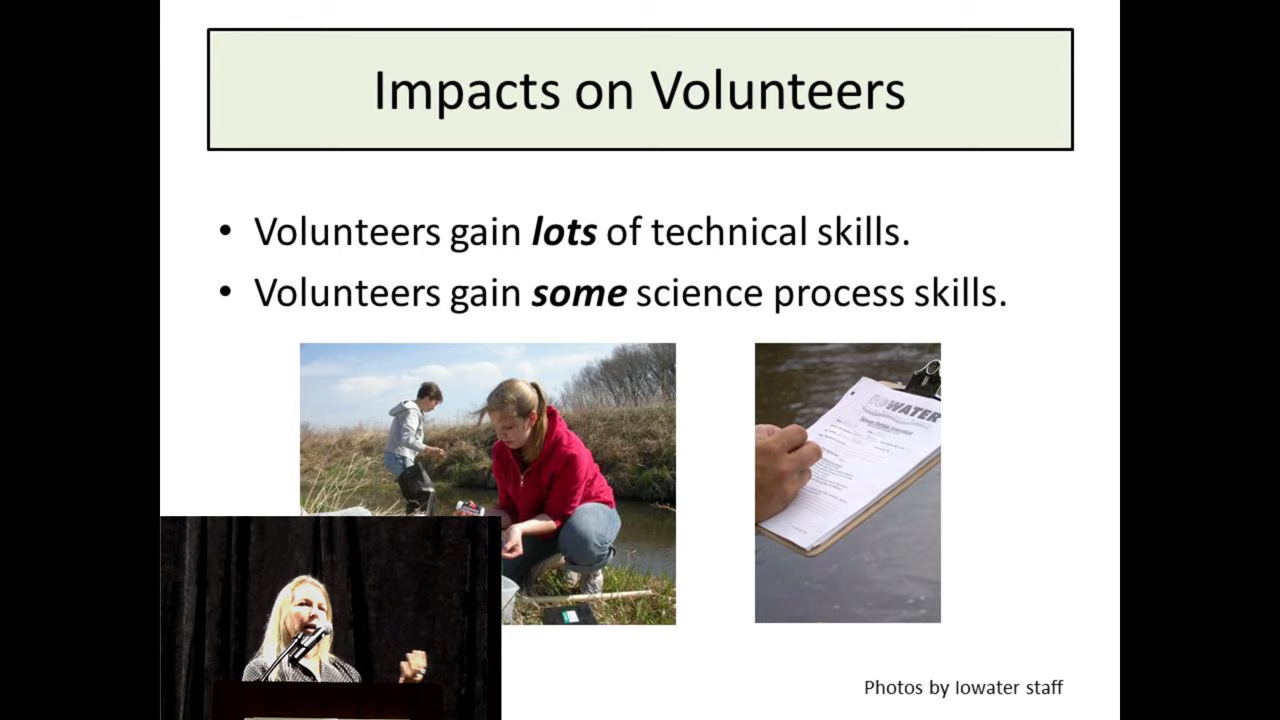 Impacts on Volunteers
• Volunteers gain lots of technical skills.
• Volunteers gain some science process skills.
IOWATER
Photos by Iowater staff